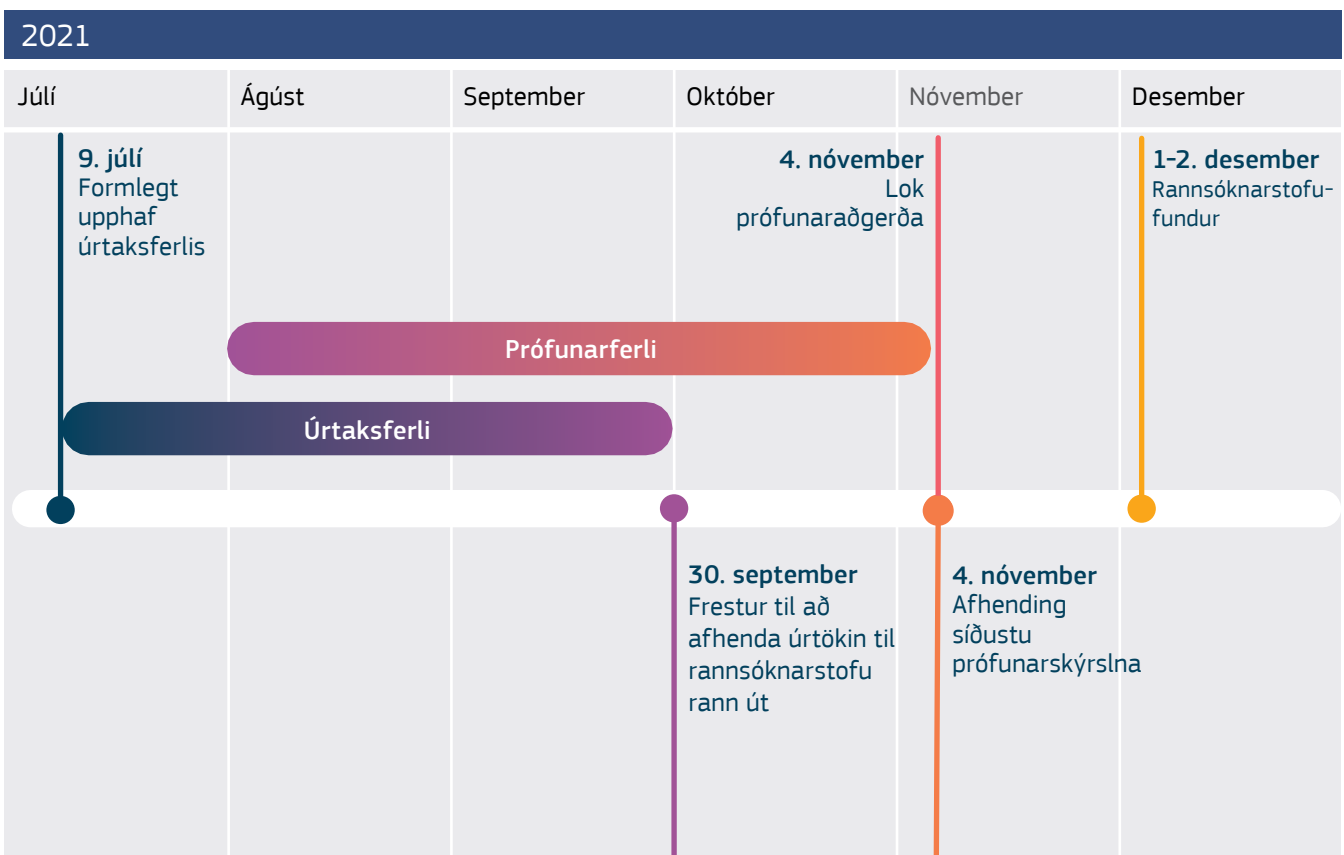 2021
Júlí
Ágúst
September
Október
Nóvember
Desember
9. júlí
Formlegt
upphaf
úrtaksferlis
4. nóvember
Lok
prófunaraðgerða
1-2. desember
Rannsóknarstofu-
fundur
Prófunarferli
Úrtaksferli
30. september
Frestur til að
afhenda úrtökin til
rannsóknarstofu
rann út
4. nóvember
Afhending
síðustu
prófunarskýrslna